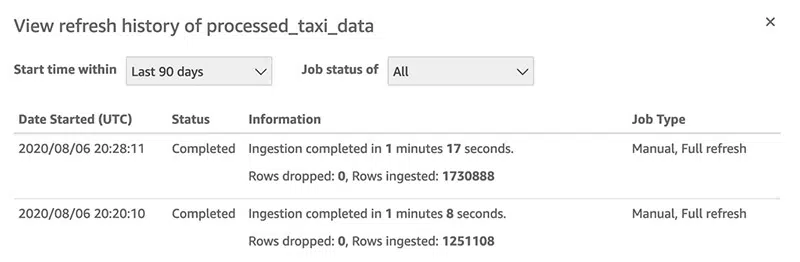 View refresh history of processed_taxi_data ×
Start time within Last 90 days Job status of All
Date Started (UTC) Status Information Job Type
2020/08/06 20:28:11 Completed Ingestion completed in 1 minutes 17 seconds. Manual, Full refresh
Rows dropped: 0, Rows ingested: 1730888
2020/08/06 20:20:10 Completed Ingestion completed in 1 minutes 8 seconds. Manual, Full refresh
Rows dropped: 0, Rows ingested: 1251108